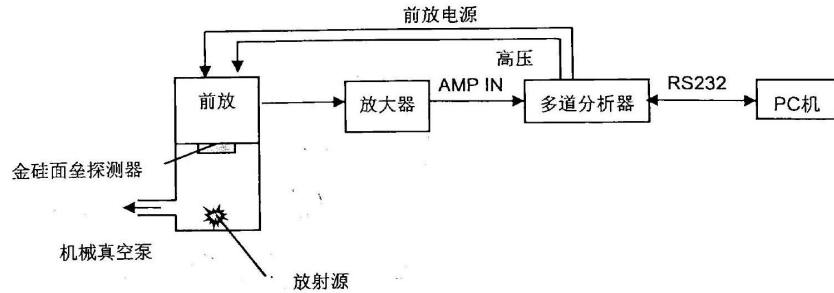 前放电源
高压
前放
放大器
AMP IN
多道分析器
RS232
PC机
金硅面垒探测器
机械真空泵
放射源